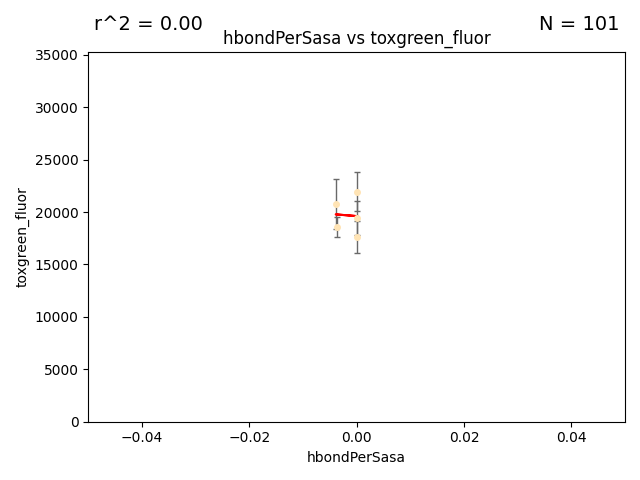 r^2 = 0.00
N = 101
hbondPerSasa vs toxgreen_fluor
35000
30000
25000
20000
15000
10000
5000
0
toxgreen_fluor
−0.04
−0.02
0.00
0.02
0.04
hbondPerSasa